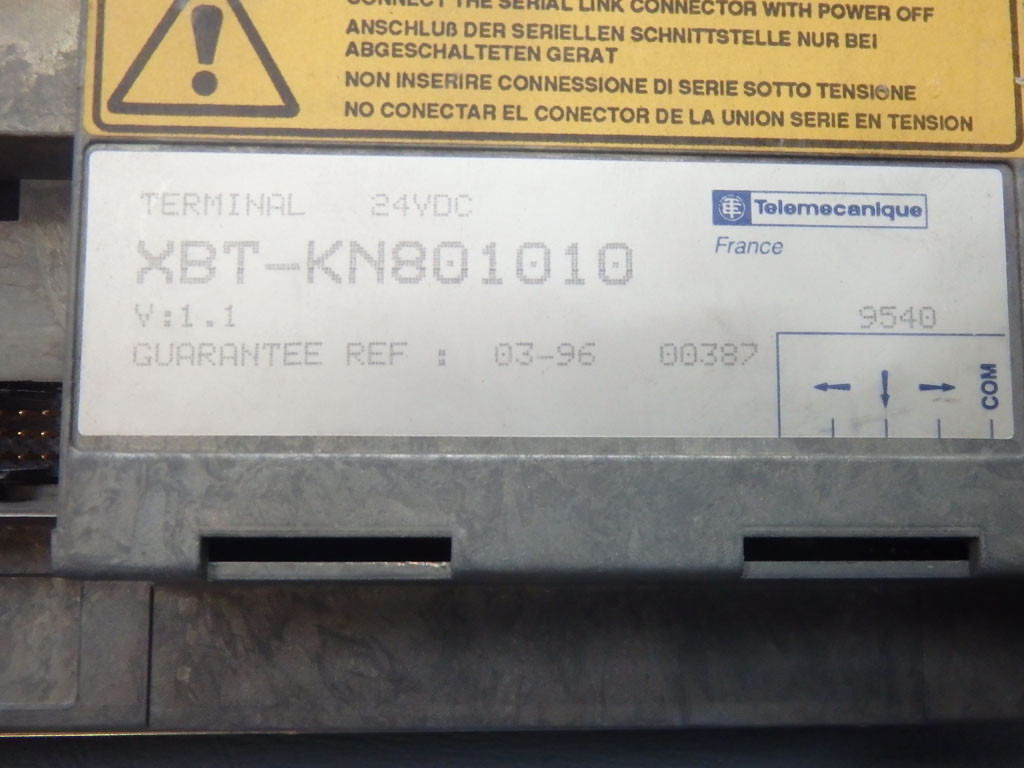 CONNECT THE SERIAL LINK CONNECTOR WITH POWER OFF
ANSCHLUß DER SERIELLEN SCHNITTSTELLE NUR BEI
ABGESCHALTETEN GERAT
NON INSERIRE CONNESSIONE DI SERIE SOTTO TENSIONE
NO CONECTAR EL CONECTOR DE LA UNION SERIE EN TENSION
TERMINAL 24VDC
Telemecanique
XBT-KN801010
France
V:1.1
9540
GUARANTEE REF : 03-96 00387
COM